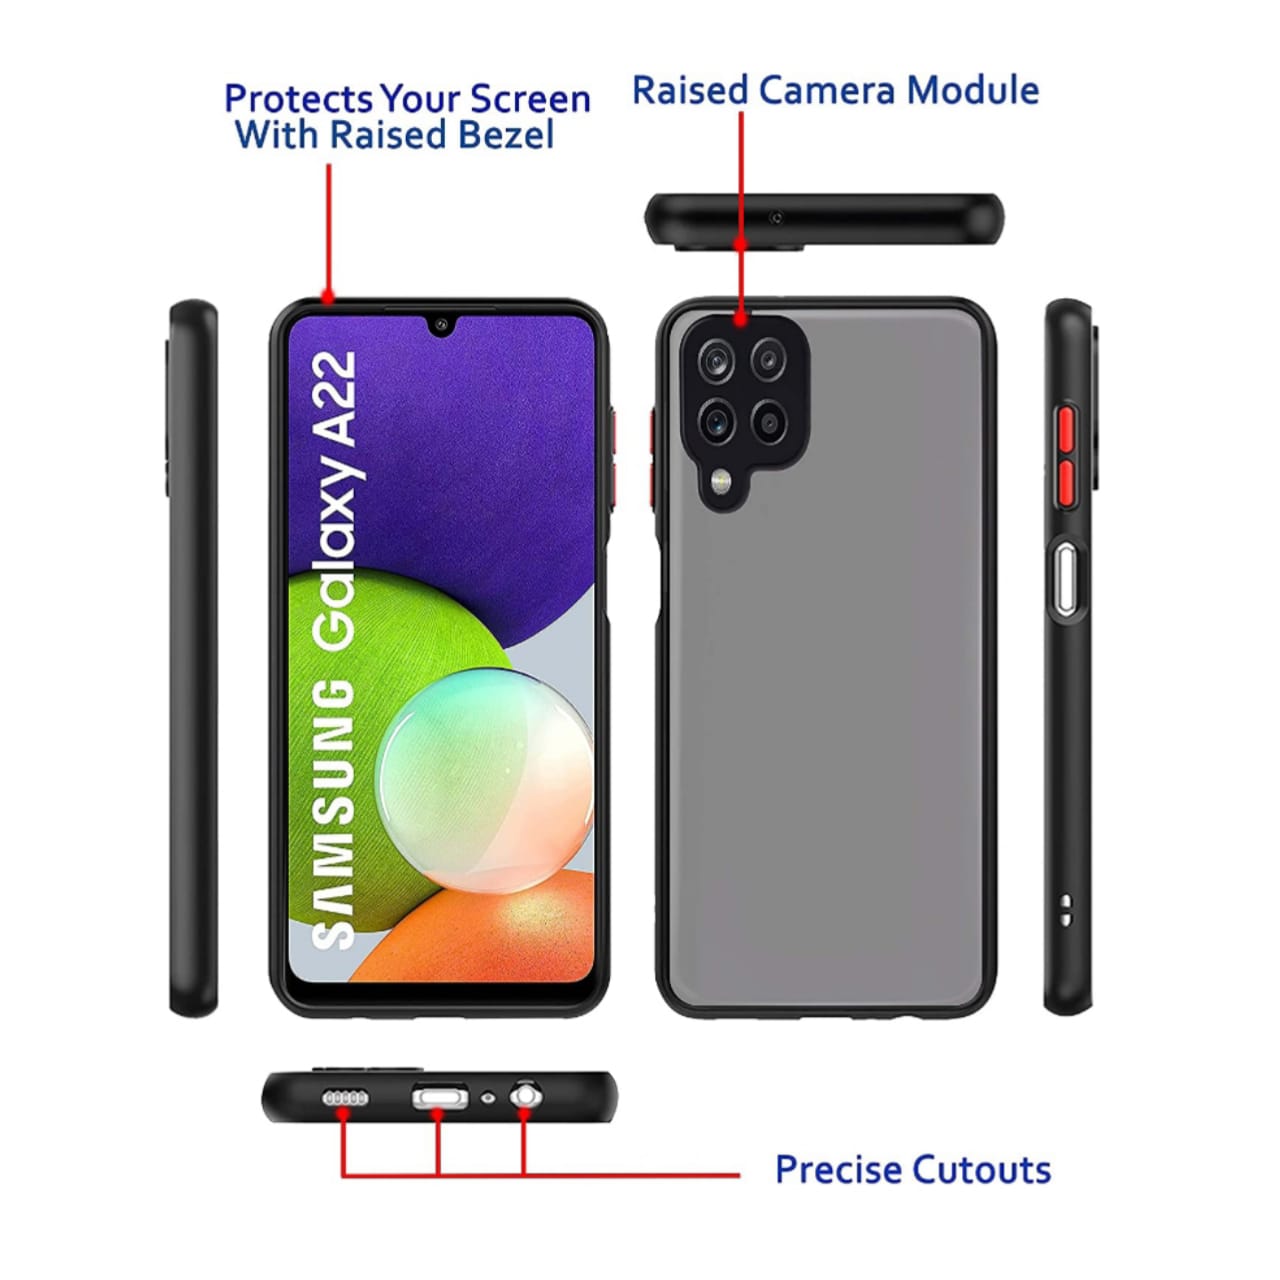 Protects Your Screen
With Raised Bezel
Raised Camera Module
SAMSUNG Galaxy A22
Precise Cutouts